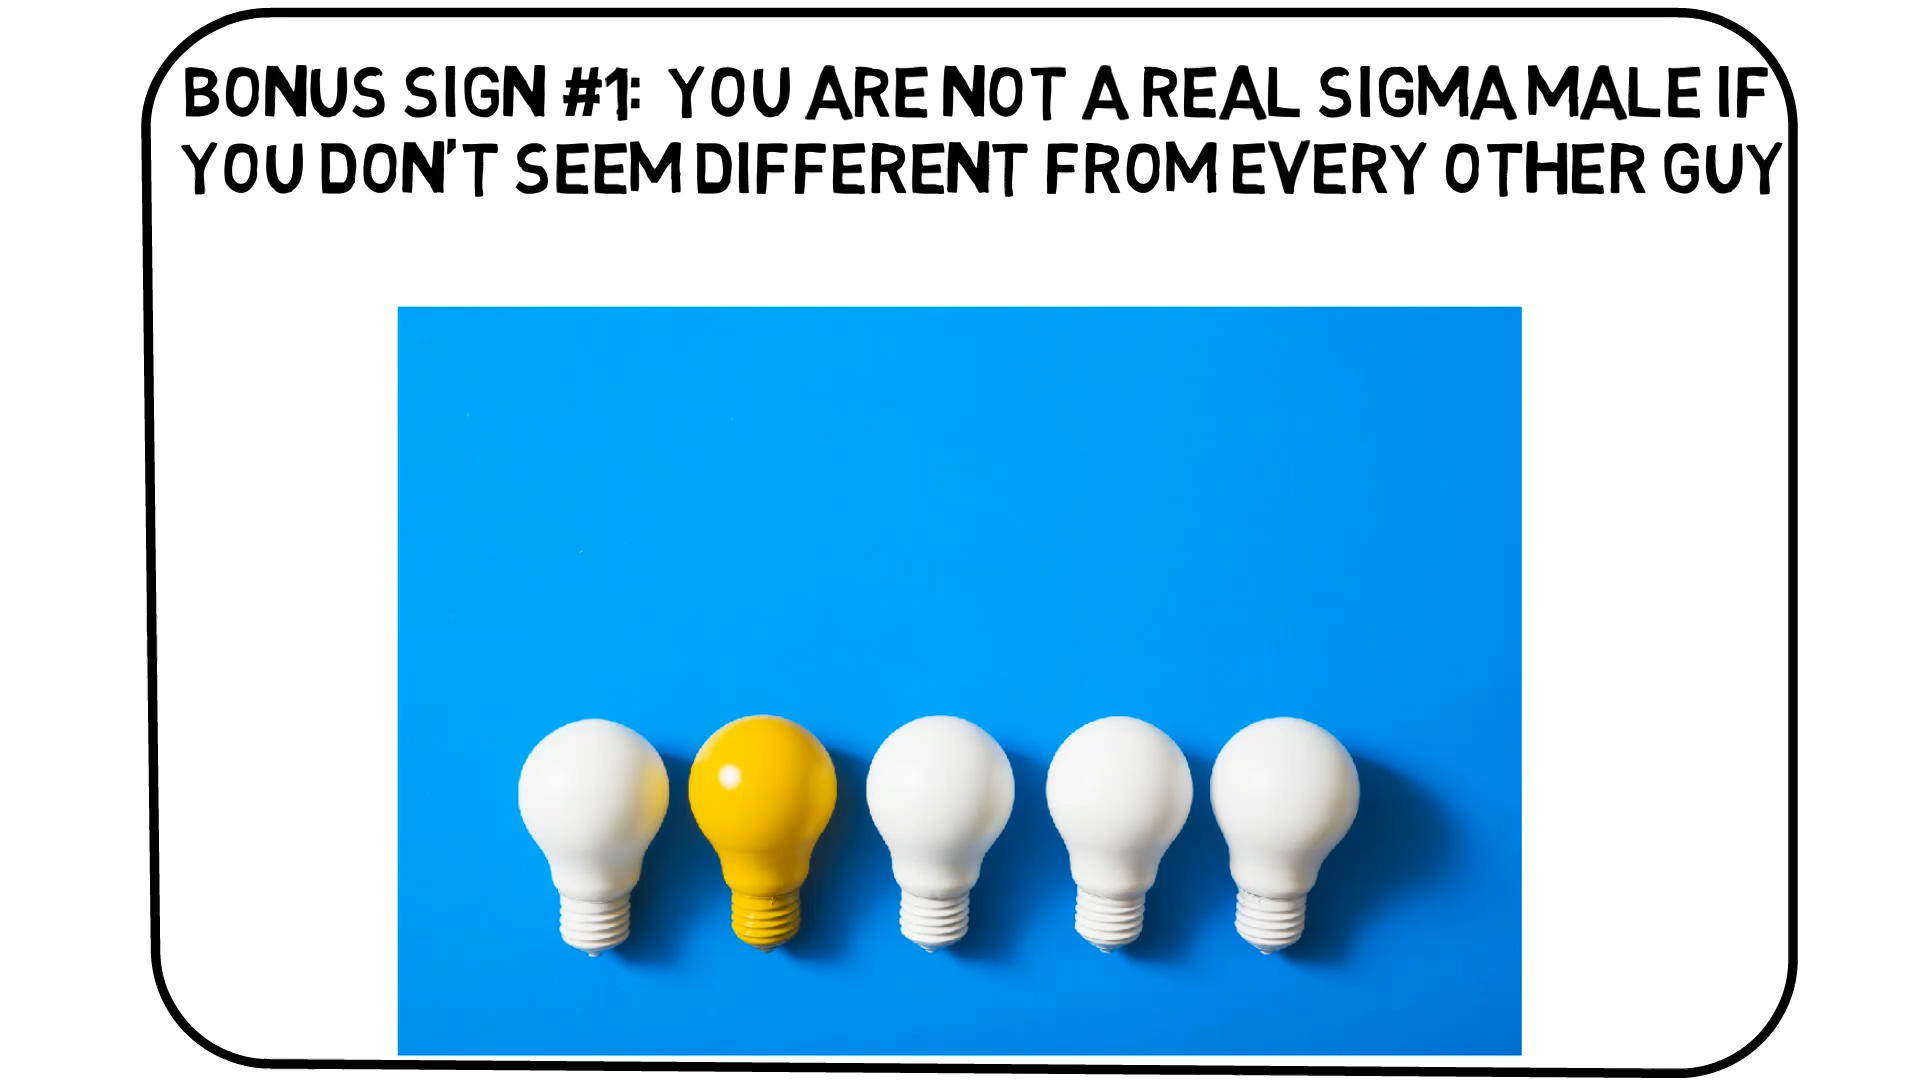 BONUS SIGN #1: YOU ARE NOT A REAL SIGMA MALE IF
YOU DON'T SEEM DIFFERENT FROM EVERY OTHER GUY